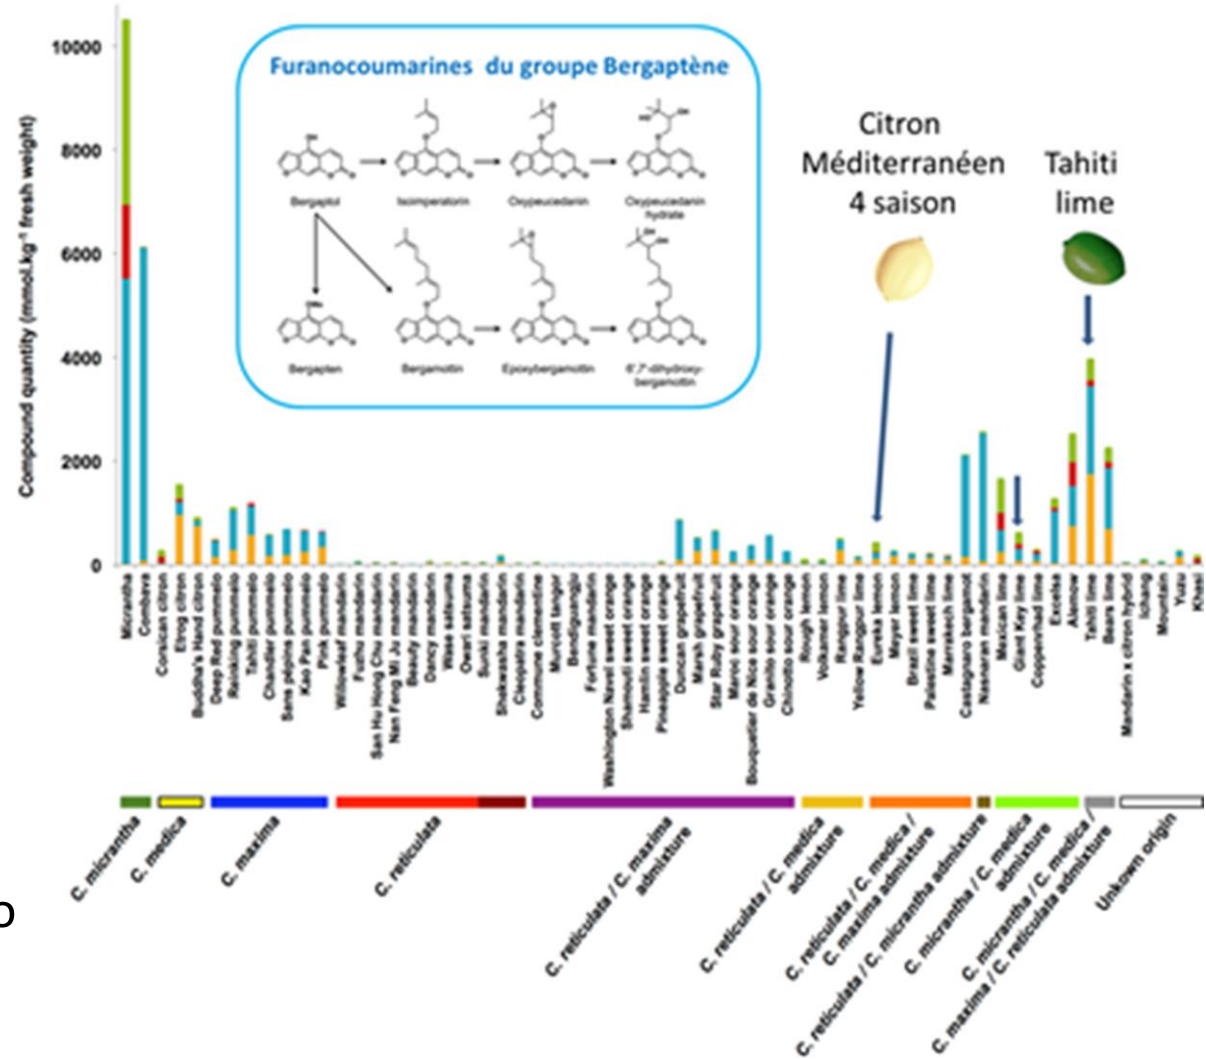 Furanocoumarines du groupe Bergaptène
Bergaptol
Isoimperatorin
Oxypeucedanin
Oxypeucedanin
hydrate
Bergapten
Bergamottin
Epoxybergamottin
6',7'-dihydroxy-
bergamottin
Citron
Méditerranéen
4 saison
Tahiti
lime
Compound quantity (mmol.kg⁻¹ fresh weight)
10000
8000
6000
4000
2000
0
Micrantha
Combava
Corsican citron
Etrog citron
Buddha's Hand citron
Deep Red pummelo
Reinking pummelo
Tahiti pummelo
Chandler pummelo
Sans pépins pummelo
Kao Pan pummelo
Pink pummelo
Willowleaf mandarin
Fuzhu mandarin
San Hu Hong Chu mandarin
Nan Feng Mi Ju mandarin
Beauty mandarin
Dancy mandarin
Wase satsuma
Owari satsuma
Sunki mandarin
Shekwasha mandarin
Cleopatra mandarin
Commune clementine
Murcott tangor
Bendiguangju
Fortune mandarin
Washington Navel sweet orange
Shamouti sweet orange
Hamlin sweet orange
Pineapple sweet orange
Duncan grapefruit
Marsh grapefruit
Star Ruby grapefruit
Maroc sour orange
Bouquetier de Nice sour orange
Granito sour orange
Chinotto sour orange
Rough lemon
Volkamer lemon
Rangpur lime
Yellow Rangpur lime
Eureka lemon
Meyer lemon
Brazil sweet lime
Palestine sweet lime
Marrakech lime
Castagnaro bergamot
Nasnaran mandarin
Mexican lime
Giant Key lime
Coppenrhad lime
Excelsa
Alemow
Tahiti lime
Bears lime
Mandarin x citron hybrid
Ichang
Mountain
Yuzu
Khasi
C. micrantha
C. medica
C. maxima
C. reticulata
C. reticulata / C. maxima
admixture
C. reticulata / C. medica
admixture
C. reticulata / C. medica /
C. maxima admixture
C. reticulata / C. micrantha admixture
C. micrantha / C. medica
admixture
C. micrantha / C. medica /
C. maxima / C. reticulata admixture
Unkown origin
o